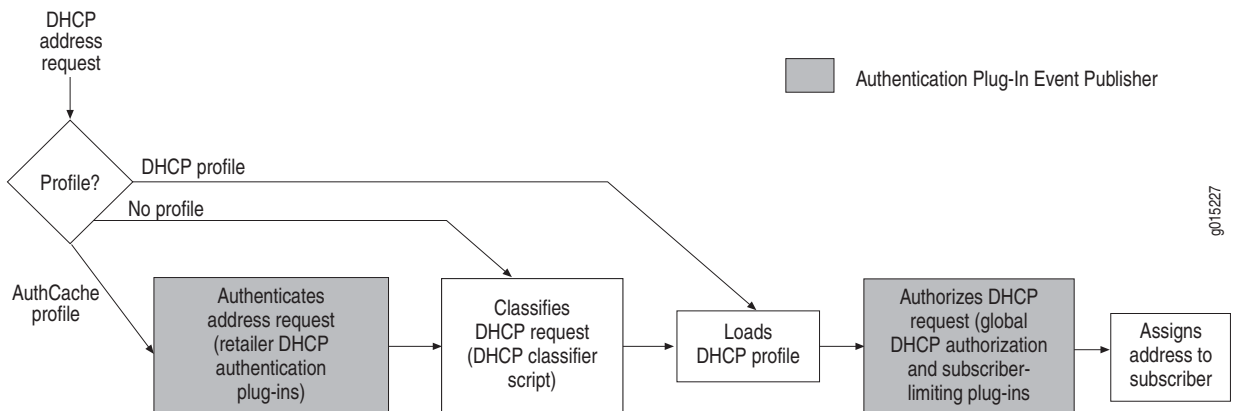 DHCP
address
request
Authentication Plug-In Event Publisher
Profile?
DHCP profile
No profile
AuthCache
profile
Authenticates
address request
(retailer DHCP
authentication
plug-ins)
Classifies
DHCP request
(DHCP classifier
script)
Loads
DHCP profile
Authorizes DHCP
request (global
DHCP authorization
and subscriber-
limiting plug-ins
Assigns
address to
subscriber
g015227